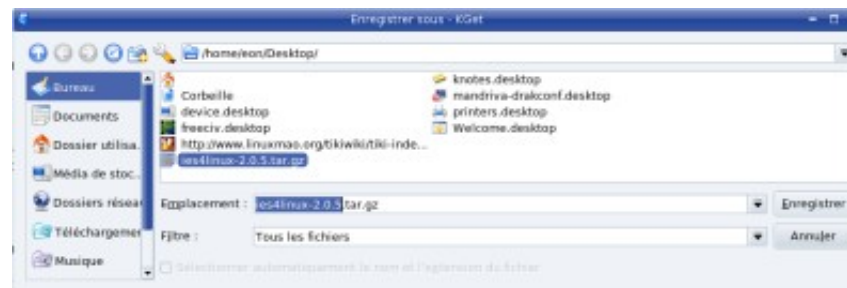 Enregistrer sous - KGet
/home/eon/Desktop/
Bureau
Documents
Dossier utilisa.
Média de stoc..
Dossiers réseau
Téléchargemen
Musique
Corbeille
device.desktop
freeciv.desktop
http://www.linuxmao.org/tikiwiki/tiki-inde...
ies4linux-2.0.5.tar.gz
knotes.desktop
mandriva-drakconf.desktop
printers.desktop
Welcome.desktop
Emplacement : ies4linux-2.0.5.tar.gz
Enregistrer
Filtre : Tous les fichiers
Annuler
Sélectionner automatiquement le nom et l'extension du fichier